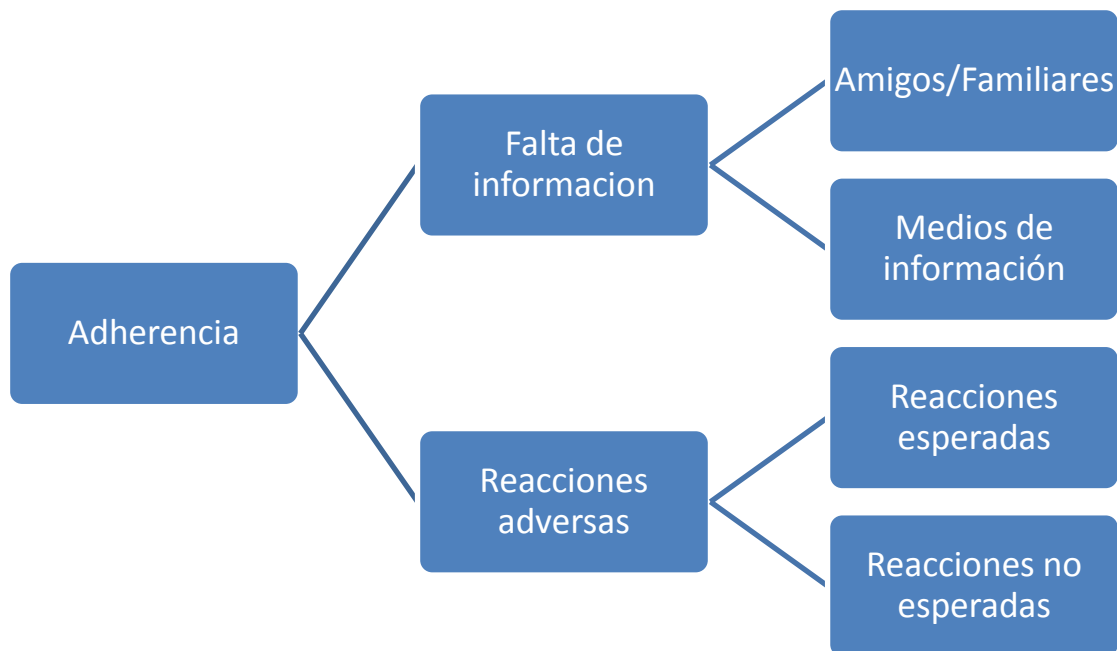 Adherencia
Falta de
informacion
Amigos/Familiares
Medios de
información
Reacciones
adversas
Reacciones
esperadas
Reacciones no
esperadas